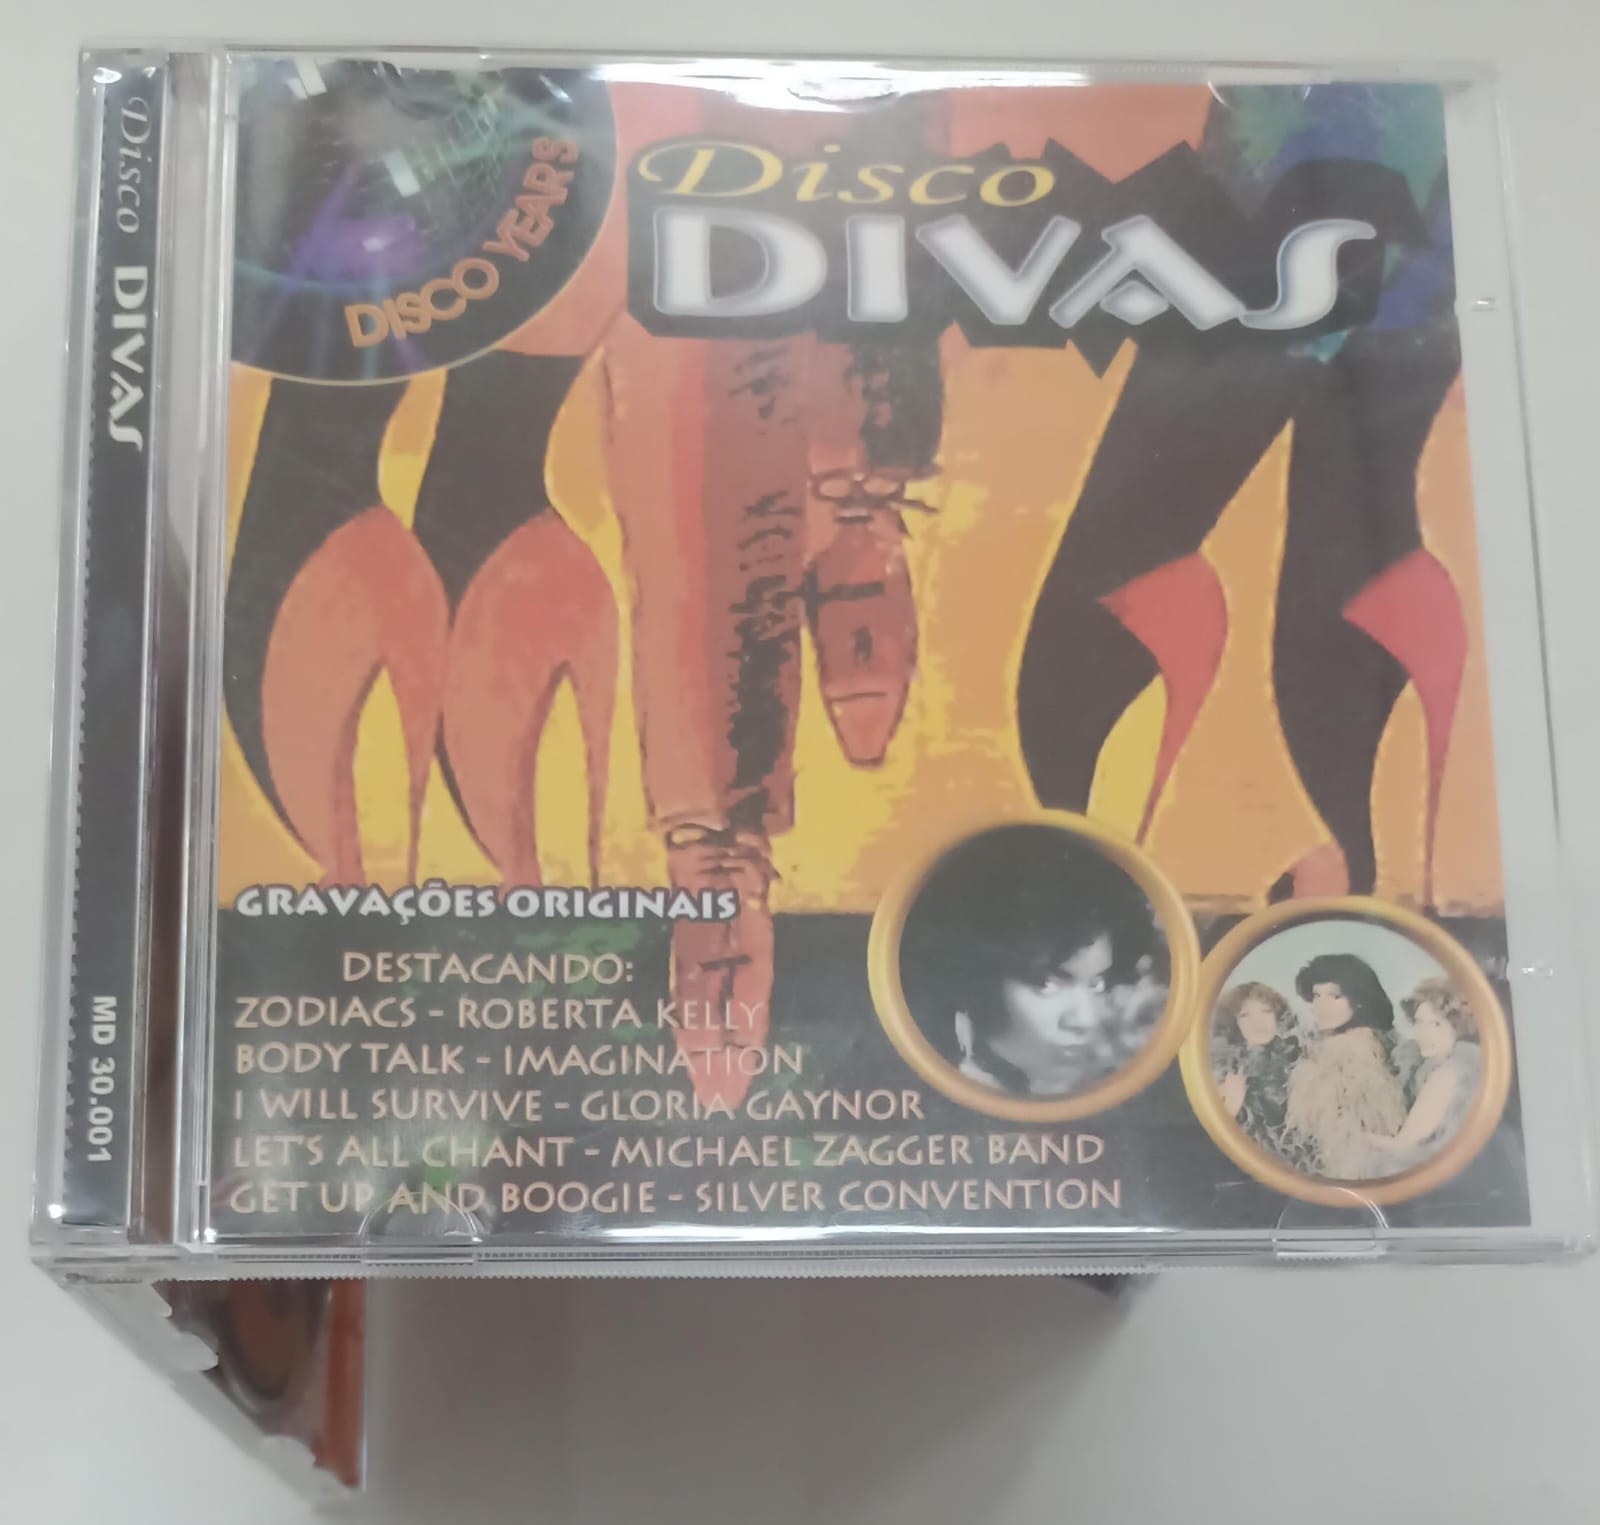 Disco DIVAS
MD 30.001
DISCO YEARS
Disco
DIVAS
GRAVAÇÕES ORIGINAIS
DESTACANDO:
ZODIACS - ROBERTA KELLY
BODY TALK - IMAGINATION
I WILL SURVIVE - GLORIA GAYNOR
LET'S ALL CHANT - MICHAEL ZAGGER BAND
GET UP AND BOOGIE - SILVER CONVENTION